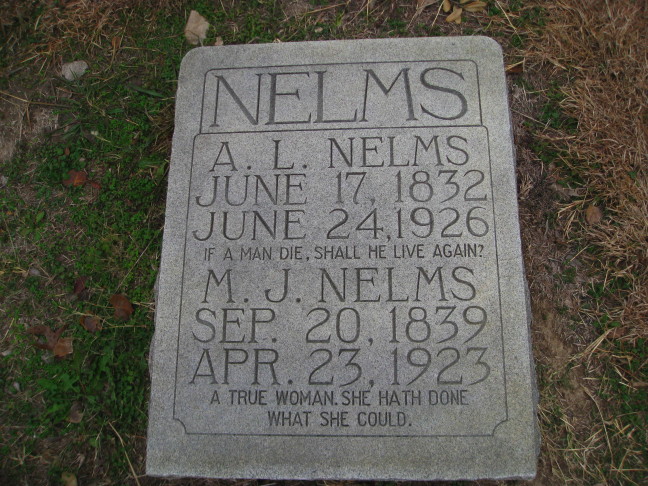 NELMS
A. L. NELMS
JUNE 17, 1832
JUNE 24, 1926
IF A MAN DIE, SHALL HE LIVE AGAIN?
M. J. NELMS
SEP. 20, 1839
APR. 23, 1923
A TRUE WOMAN. SHE HATH DONE
WHAT SHE COULD.